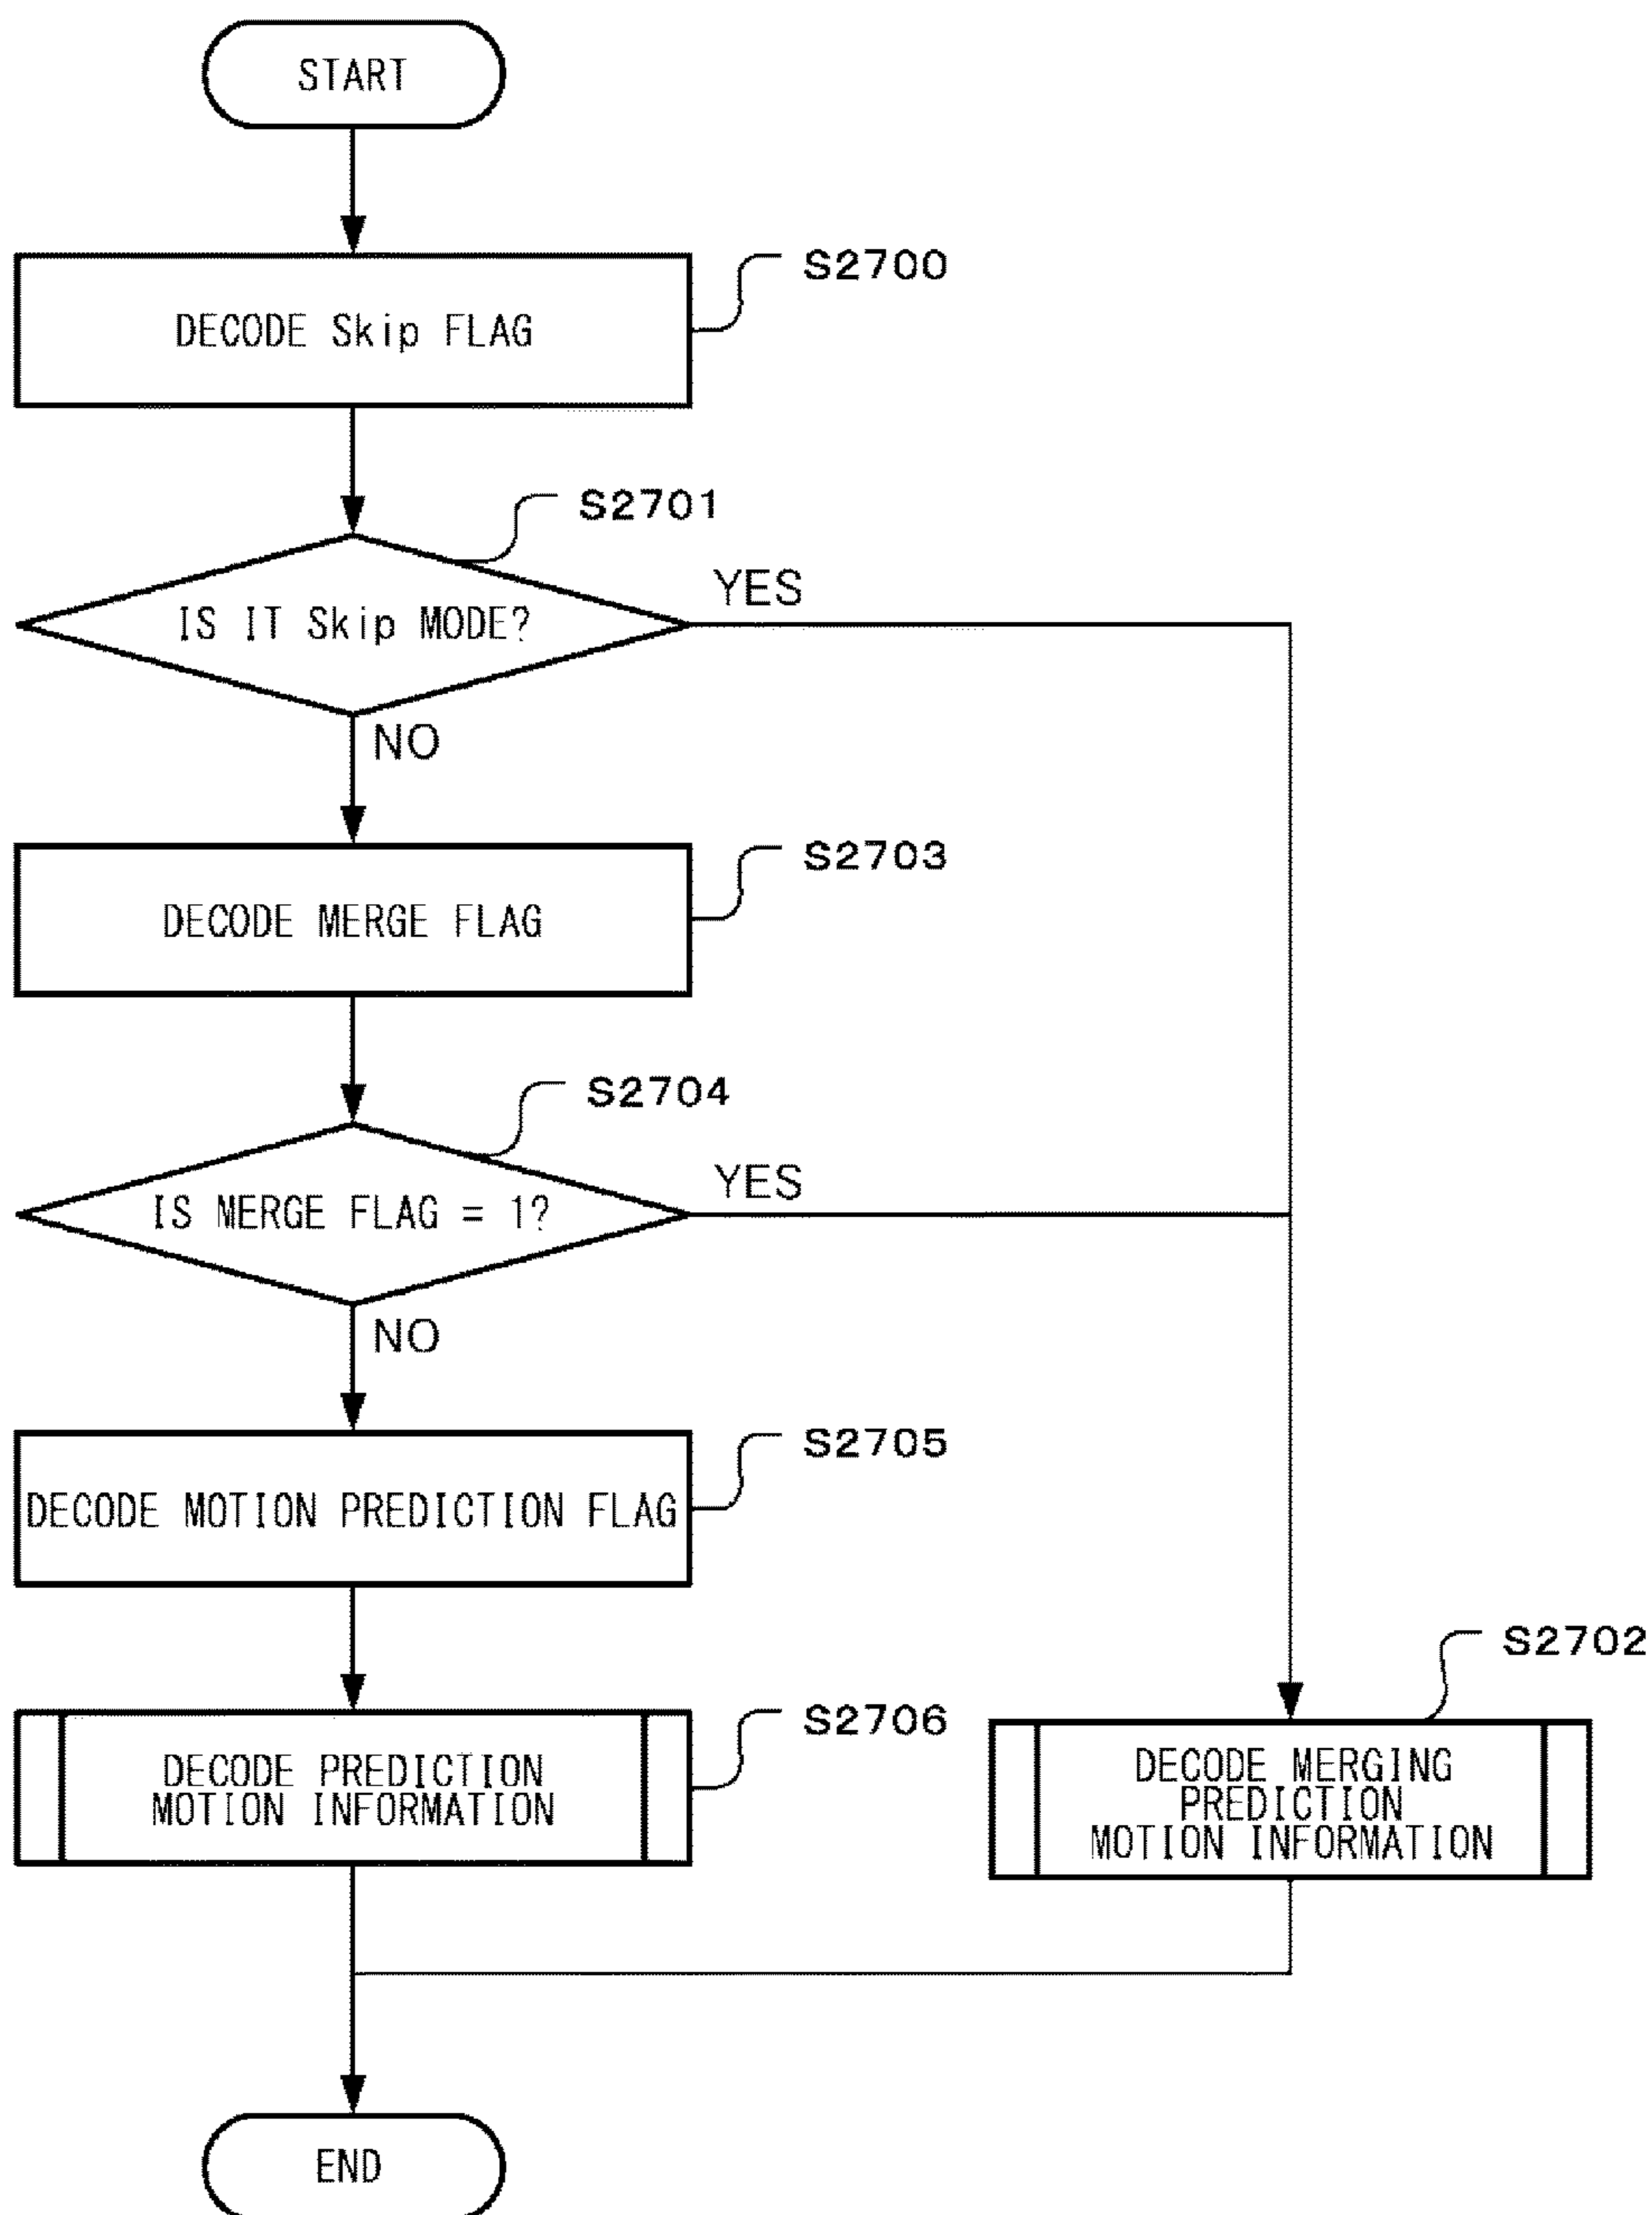 START
S2700
DECODE Skip FLAG
S2701
YES
IS IT Skip MODE?
NO
S2703
DECODE MERGE FLAG
S2704
YES
IS MERGE FLAG = 1?
NO
S2705
DECODE MOTION PREDICTION FLAG
S2706
DECODE PREDICTION
MOTION INFORMATION
S2702
DECODE MERGING
PREDICTION
MOTION INFORMATION
END